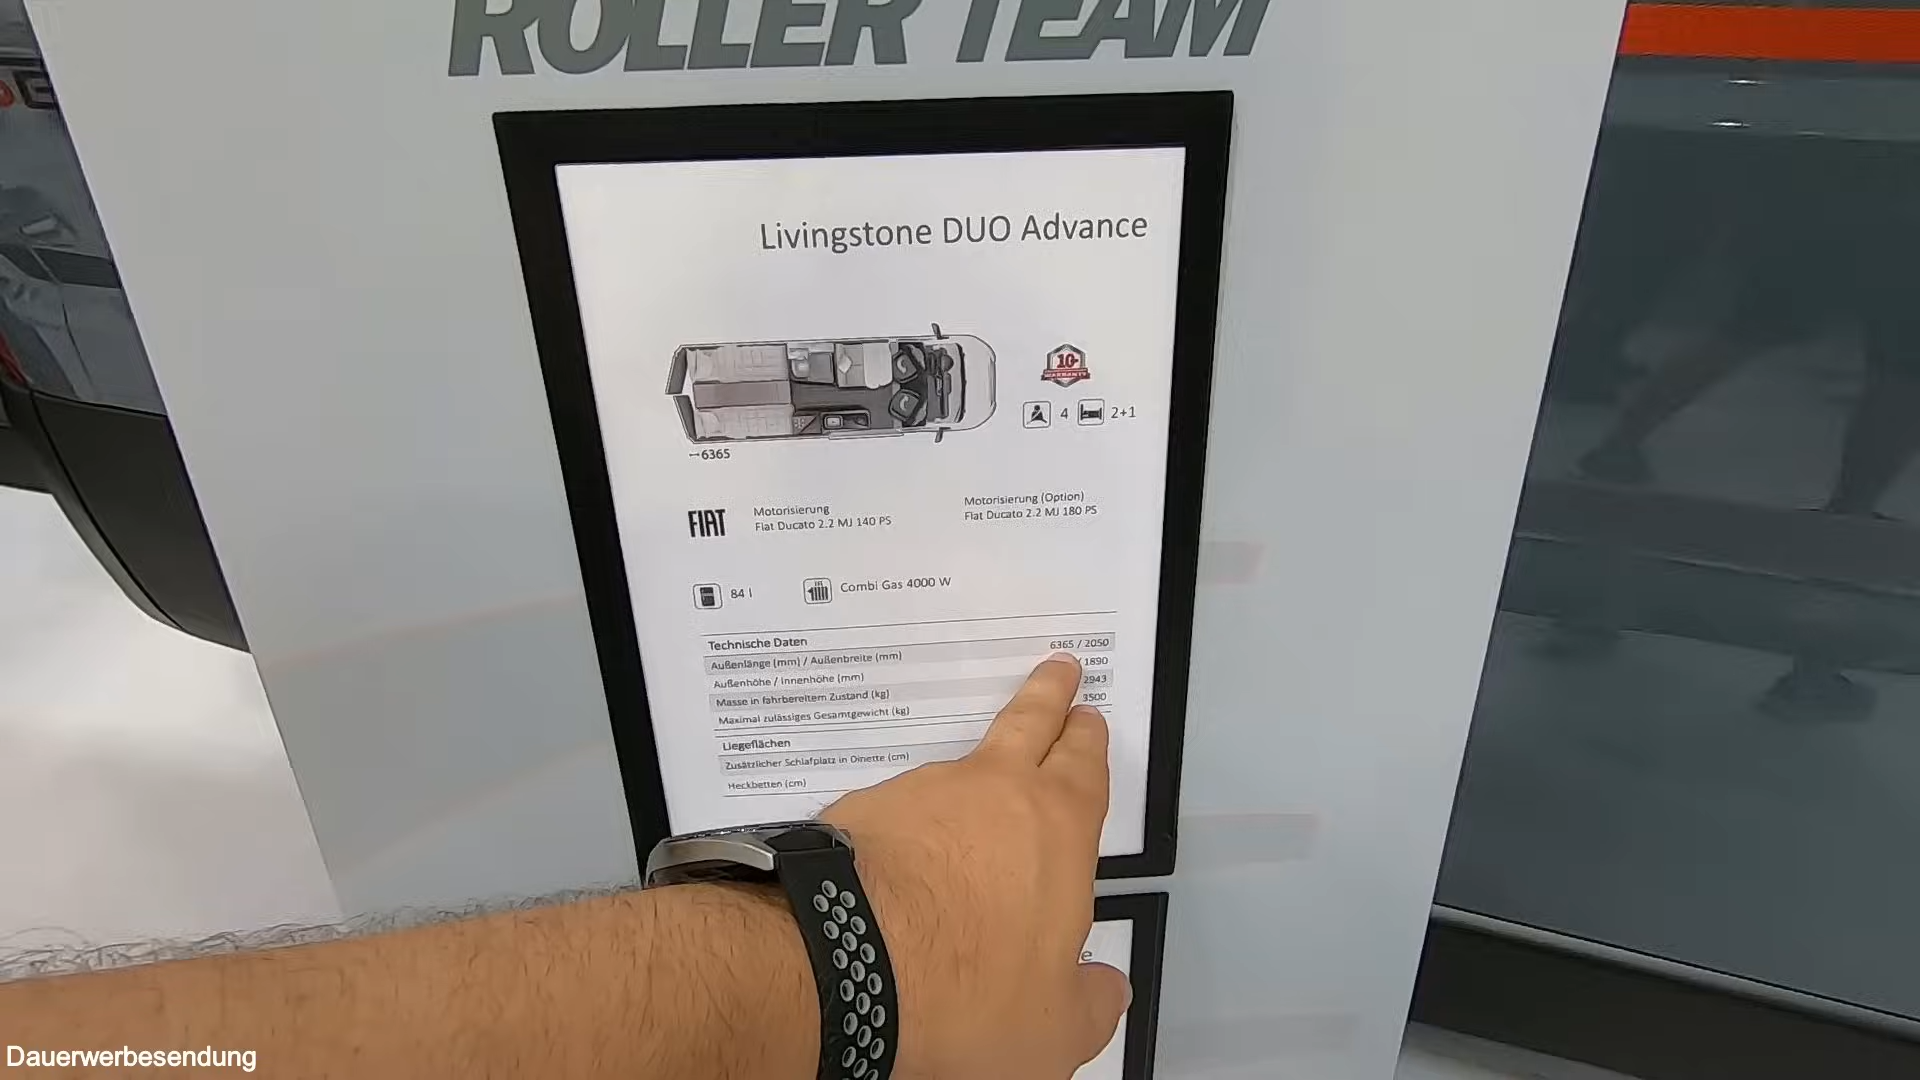 ROLLER TEAM
Livingstone DUO Advance
10
WARRANTY
4
2+1
6365
FIAT
Motorisierung
Fiat Ducato 2.2 MJ 140 PS
Motorisierung (Option)
Fiat Ducato 2.2 MJ 180 PS
84 l
Combi Gas 4000 W
Technische Daten
Außenlänge (mm) / Außenbreite (mm) 6365 / 2050
Außenhöhe / Innenhöhe (mm) / 1890
Masse in fahrbereitem Zustand (kg) 2943
Maximal zulässiges Gesamtgewicht (kg) 3500
Liegeflächen
Zusätzlicher Schlafplatz in Dinette (cm)
Heckbetten (cm)
e
Dauerwerbesendung